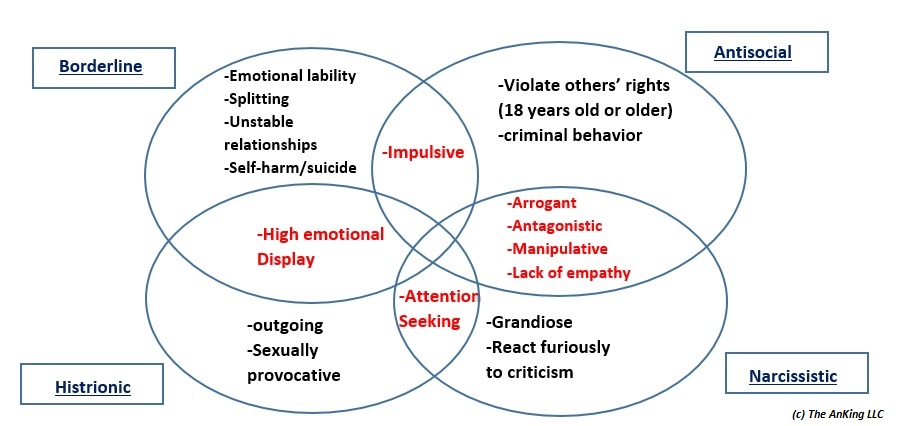 Borderline
Antisocial
-Emotional lability
-Splitting
-Unstable
relationships
-Self-harm/suicide
-Impulsive
-Violate others’ rights
(18 years old or older)
-criminal behavior
-High emotional
Display
-Arrogant
-Antagonistic
-Manipulative
-Lack of empathy
-Attention
Seeking
-outgoing
-Sexually
provocative
-Grandiose
-React furiously
to criticism
Histrionic
Narcissistic
(c) The AnKing LLC